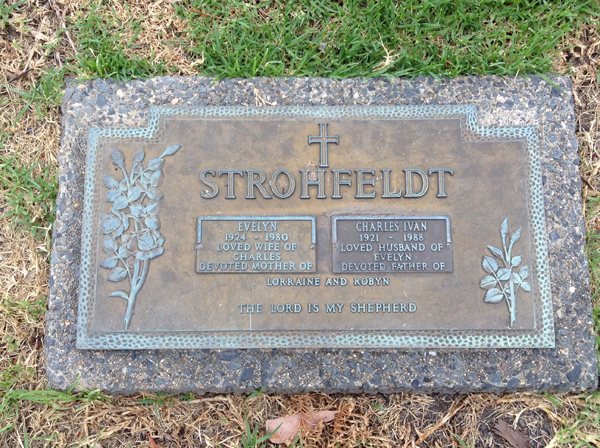 STROHFELDT
EVELYN
1924 - 1980
LOVED WIFE OF
CHARLES
DEVOTED MOTHER OF
CHARLES IVAN
1921 - 1988
LOVED HUSBAND OF
EVELYN
DEVOTED FATHER OF
LORRAINE AND ROBYN
THE LORD IS MY SHEPHERD